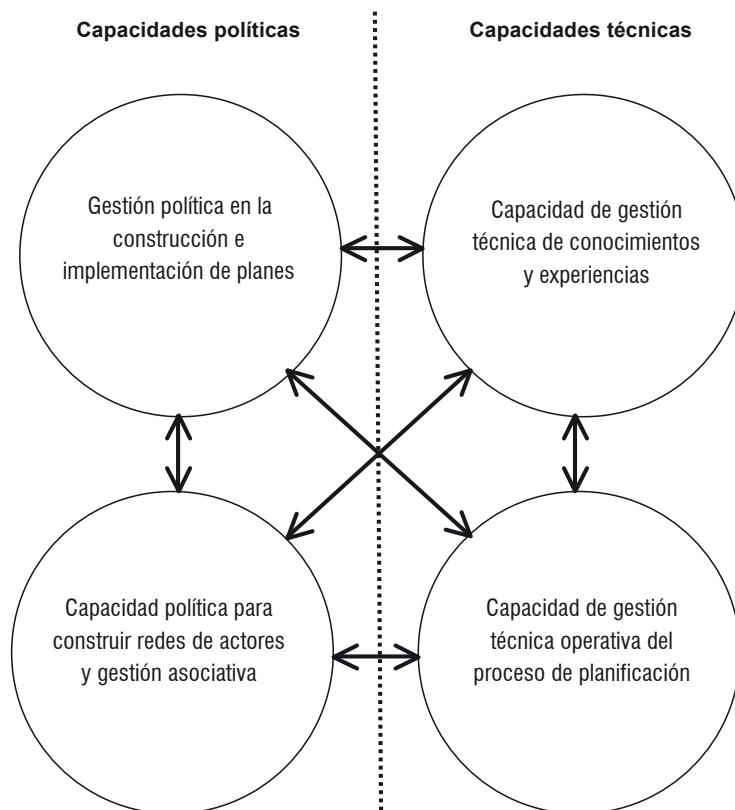 Capacidades políticas
Capacidades técnicas
Gestión política en la
construcción e
implementación de planes
Capacidad de gestión
técnica de conocimientos
y experiencias
Capacidad política para
construir redes de actores
y gestión asociativa
Capacidad de gestión
técnica operativa del
proceso de planificación